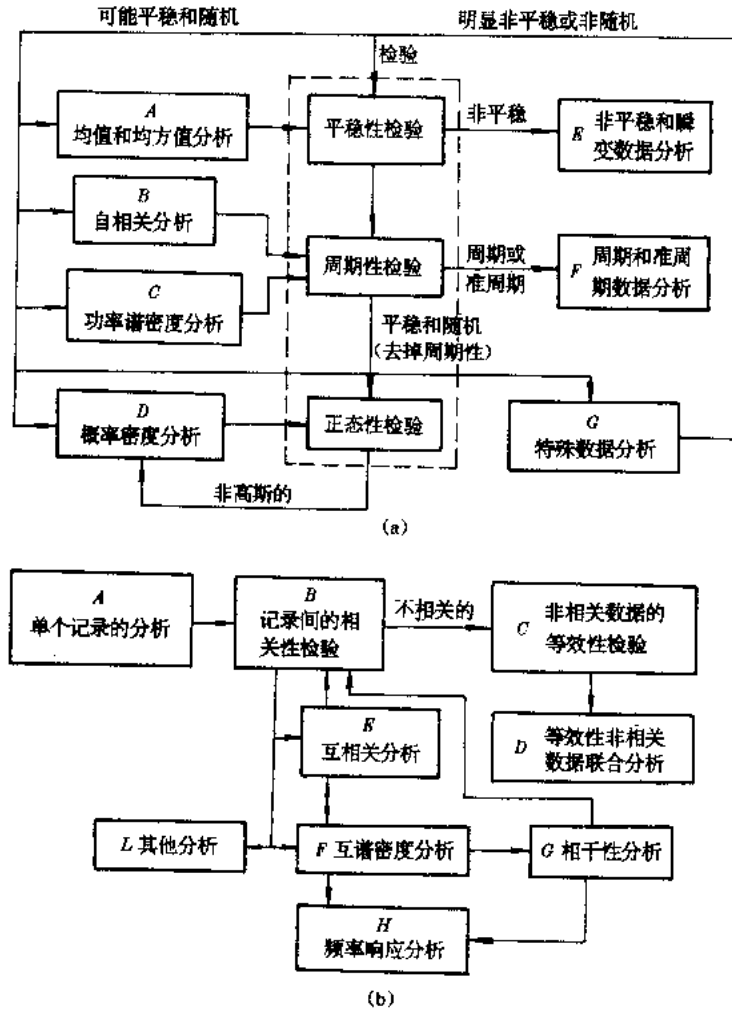 可能平稳和随机
明显非平稳或非随机
检验
A
均值和均方值分析
平稳性检验
非平稳
E 非平稳和瞬
变数据分析
B
自相关分析
周期性检验
周期或
准周期
F 周期和准周
期数据分析
C
功率谱密度分析
平稳和随机
(去掉周期性)
D
概率密度分析
正态性检验
G
特殊数据分析
非高斯的
(a)
A
单个记录的分析
B
记录间的相
关性检验
不相关的
C 非相关数据的
等效性检验
E
互相关分析
D 等效性非相关
数据联合分析
L 其他分析
F 互谱密度分析
G 相干性分析
H
频率响应分析
(b)